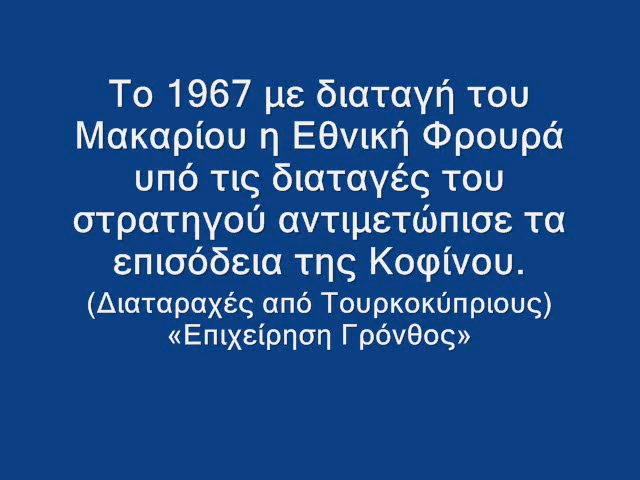 Το 1967 με διαταγή του
Μακαρίου η Εθνική Φρουρά
υπό τις διαταγές του
στρατηγού αντιμετώπισε τα
επισόδεια της Κοφίνου.
(Διαταραχές από Τουρκοκύπριους)
«Επιχείρηση Γρόνθος»